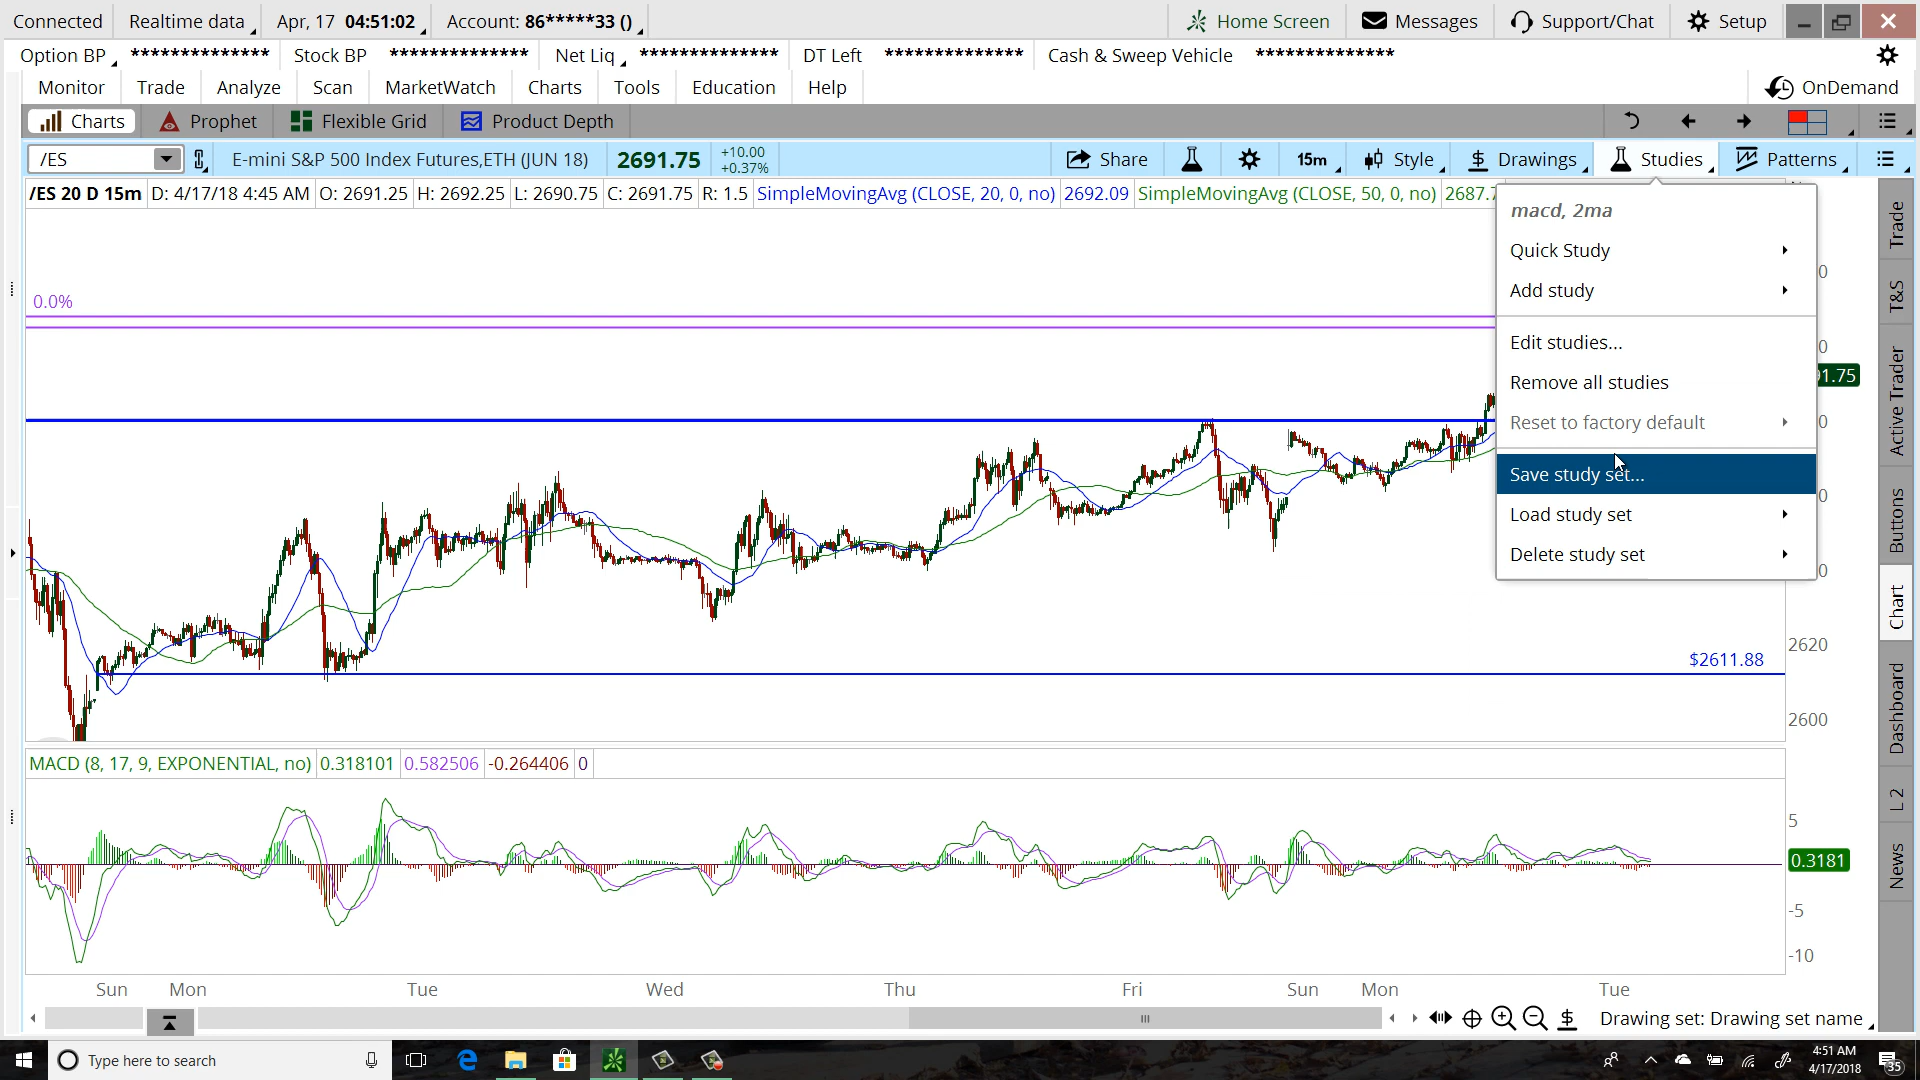 Connected Realtime data Apr, 17 04:51:02 Account: 86*****33 () Home Screen Messages Support/Chat Setup
Option BP ************** Stock BP ************** Net Liq ************** DT Left ************** Cash & Sweep Vehicle **************
Monitor Trade Analyze Scan MarketWatch Charts Tools Education Help OnDemand
Charts Prophet Flexible Grid Product Depth
/ES E-mini S&P 500 Index Futures,ETH (JUN 18) 2691.75 +10.00 Share 15m Style $ Drawings Studies Patterns
+0.37%
/ES 20 D 15m D: 4/17/18 4:45 AM O: 2691.25 H: 2692.25 L: 2690.75 C: 2691.75 R: 1.5 SimpleMovingAvg (CLOSE, 20, 0, no) 2692.09 SimpleMovingAvg (CLOSE, 50, 0, no) 2687.7
macd, 2ma
Quick Study
Add study
Edit studies...
Remove all studies
Reset to factory default
Save study set...
Load study set
Delete study set
0.0%
91.75
$2611.88
2620
2600
MACD (8, 17, 9, EXPONENTIAL, no) 0.318101 0.582506 -0.264406 0
5
0.3181
-5
-10
Sun Mon Tue Wed Thu Fri Sun Mon Tue
Drawing set: Drawing set name
Trade
T&S
Active Trader
Buttons
Chart
Dashboard
L 2
News
Type here to search
4:51 AM
4/17/2018
35